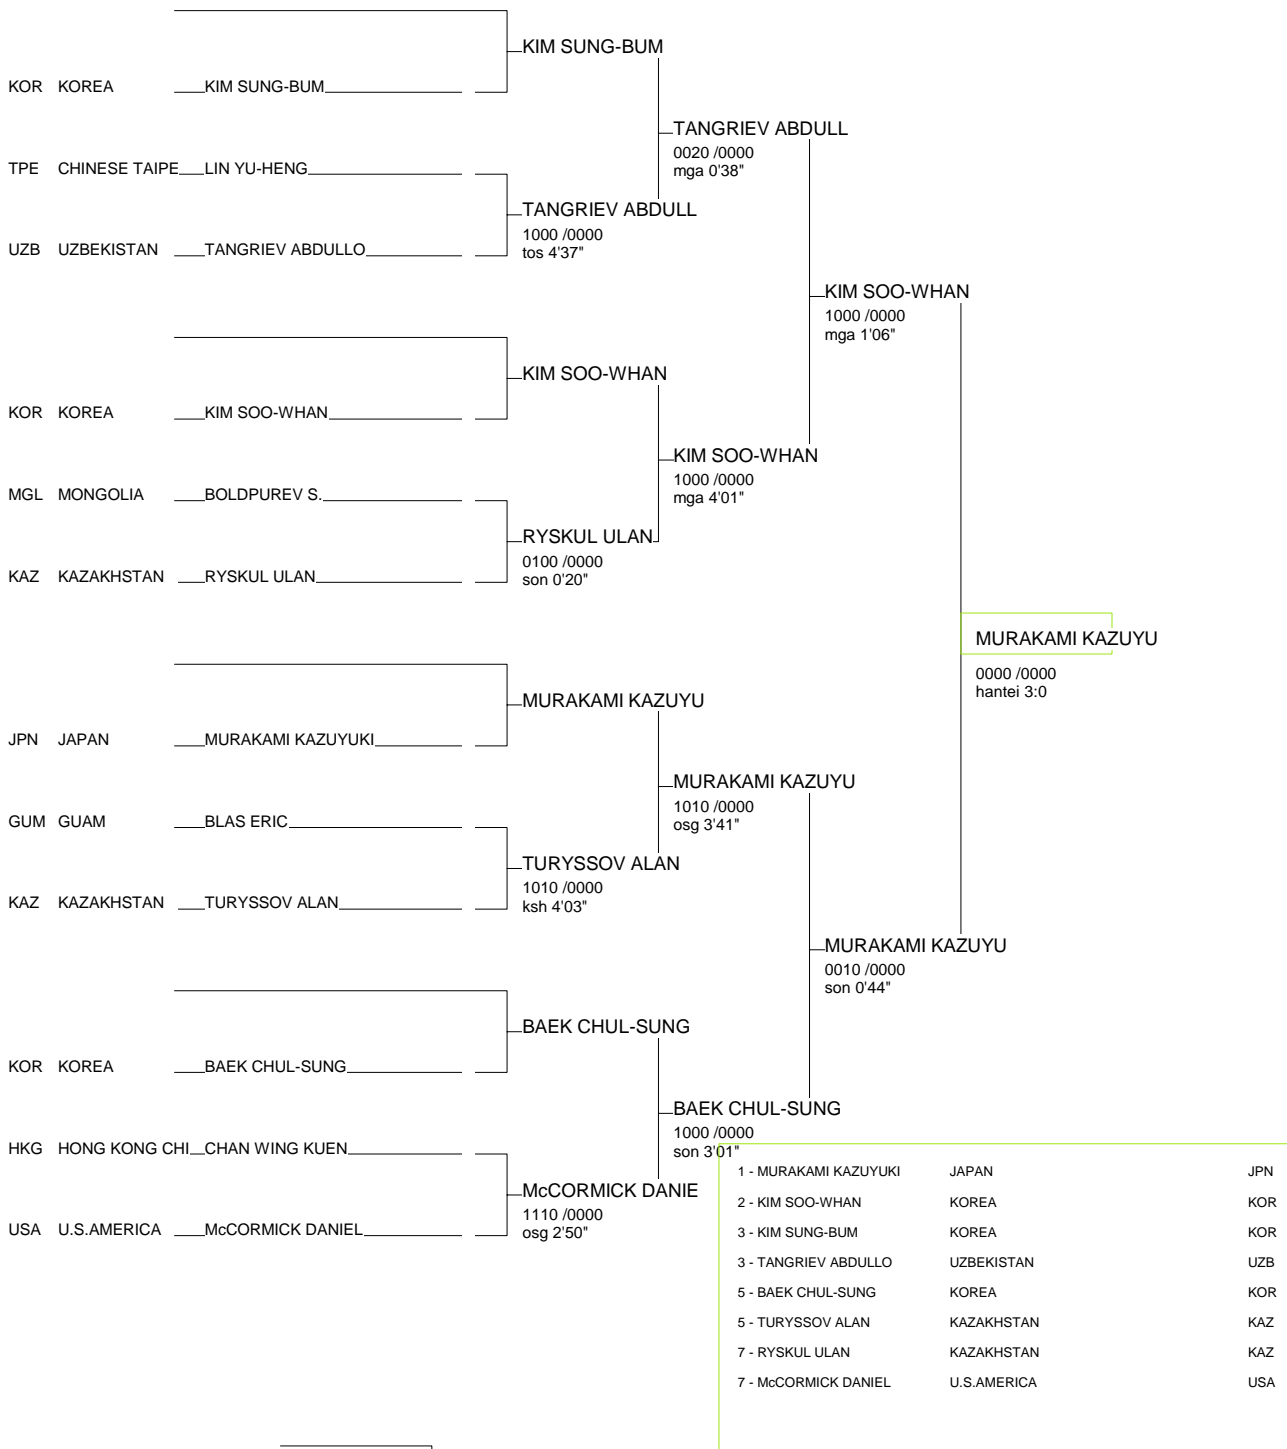 KIM SUNG-BUM
KOR KOREA KIM SUNG-BUM
TANGRIEV ABDULL
0020 /0000
mga 0'38"
TPE CHINESE TAIPE LIN YU-HENG
TANGRIEV ABDULL
1000 /0000
tos 4'37"
UZB UZBEKISTAN TANGRIEV ABDULLO
KIM SOO-WHAN
1000 /0000
mga 1'06"
KIM SOO-WHAN
KOR KOREA KIM SOO-WHAN
KIM SOO-WHAN
1000 /0000
mga 4'01"
MGL MONGOLIA BOLDPUREV S.
RYSKUL ULAN
0100 /0000
son 0'20"
KAZ KAZAKHSTAN RYSKUL ULAN
MURAKAMI KAZUYU
0000 /0000
hantei 3:0
MURAKAMI KAZUYU
JPN JAPAN MURAKAMI KAZUYUKI
MURAKAMI KAZUYU
1010 /0000
osg 3'41"
GUM GUAM BLAS ERIC
TURYSSOV ALAN
1010 /0000
ksh 4'03"
KAZ KAZAKHSTAN TURYSSOV ALAN
MURAKAMI KAZUYU
0010 /0000
son 0'44"
BAEK CHUL-SUNG
KOR KOREA BAEK CHUL-SUNG
BAEK CHUL-SUNG
1000 /0000
son 3'01"
HKG HONG KONG CHI CHAN WING KUEN
McCORMICK DANIE
1110 /0000
osg 2'50"
USA U.S.AMERICA McCORMICK DANIEL
1 - MURAKAMI KAZUYUKI JAPAN JPN
2 - KIM SOO-WHAN KOREA KOR
3 - KIM SUNG-BUM KOREA KOR
3 - TANGRIEV ABDULLO UZBEKISTAN UZB
5 - BAEK CHUL-SUNG KOREA KOR
5 - TURYSSOV ALAN KAZAKHSTAN KAZ
7 - RYSKUL ULAN KAZAKHSTAN KAZ
7 - McCORMICK DANIEL U.S.AMERICA USA